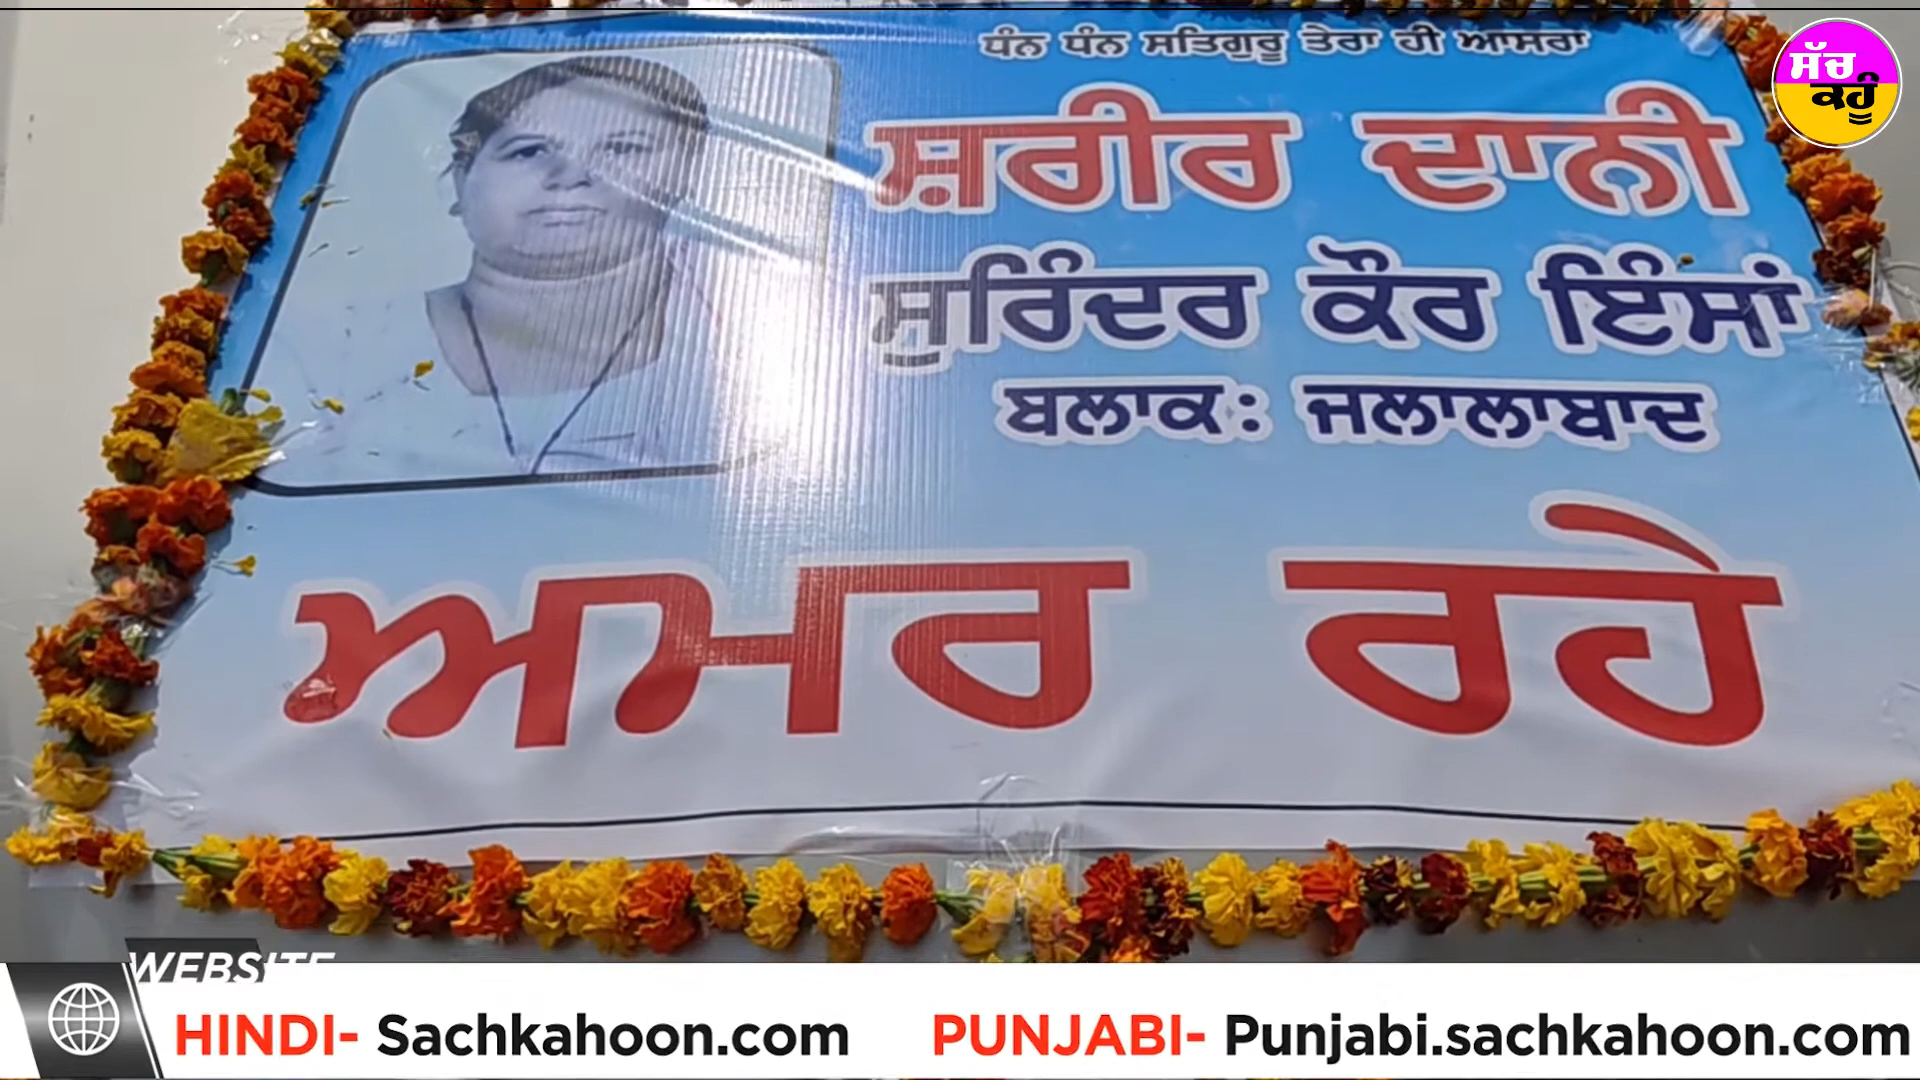 ਧੰਨ ਧੰਨ ਸਤਿਗੁਰੂ ਤੇਰਾ ਹੀ ਆਸਰਾ
ਸੱਚ
ਕਹੂੰ
ਸ਼ਰੀਰ ਦਾਨੀ
ਸੁਰਿੰਦਰ ਕੌਰ ਇੰਸਾਂ
ਬਲਾਕ: ਜਲਾਲਾਬਾਦ
ਅਮਰ ਰਹੇ
WEBSITE
HINDI- Sachkahoon.com PUNJABI- Punjabi.sachkahoon.com